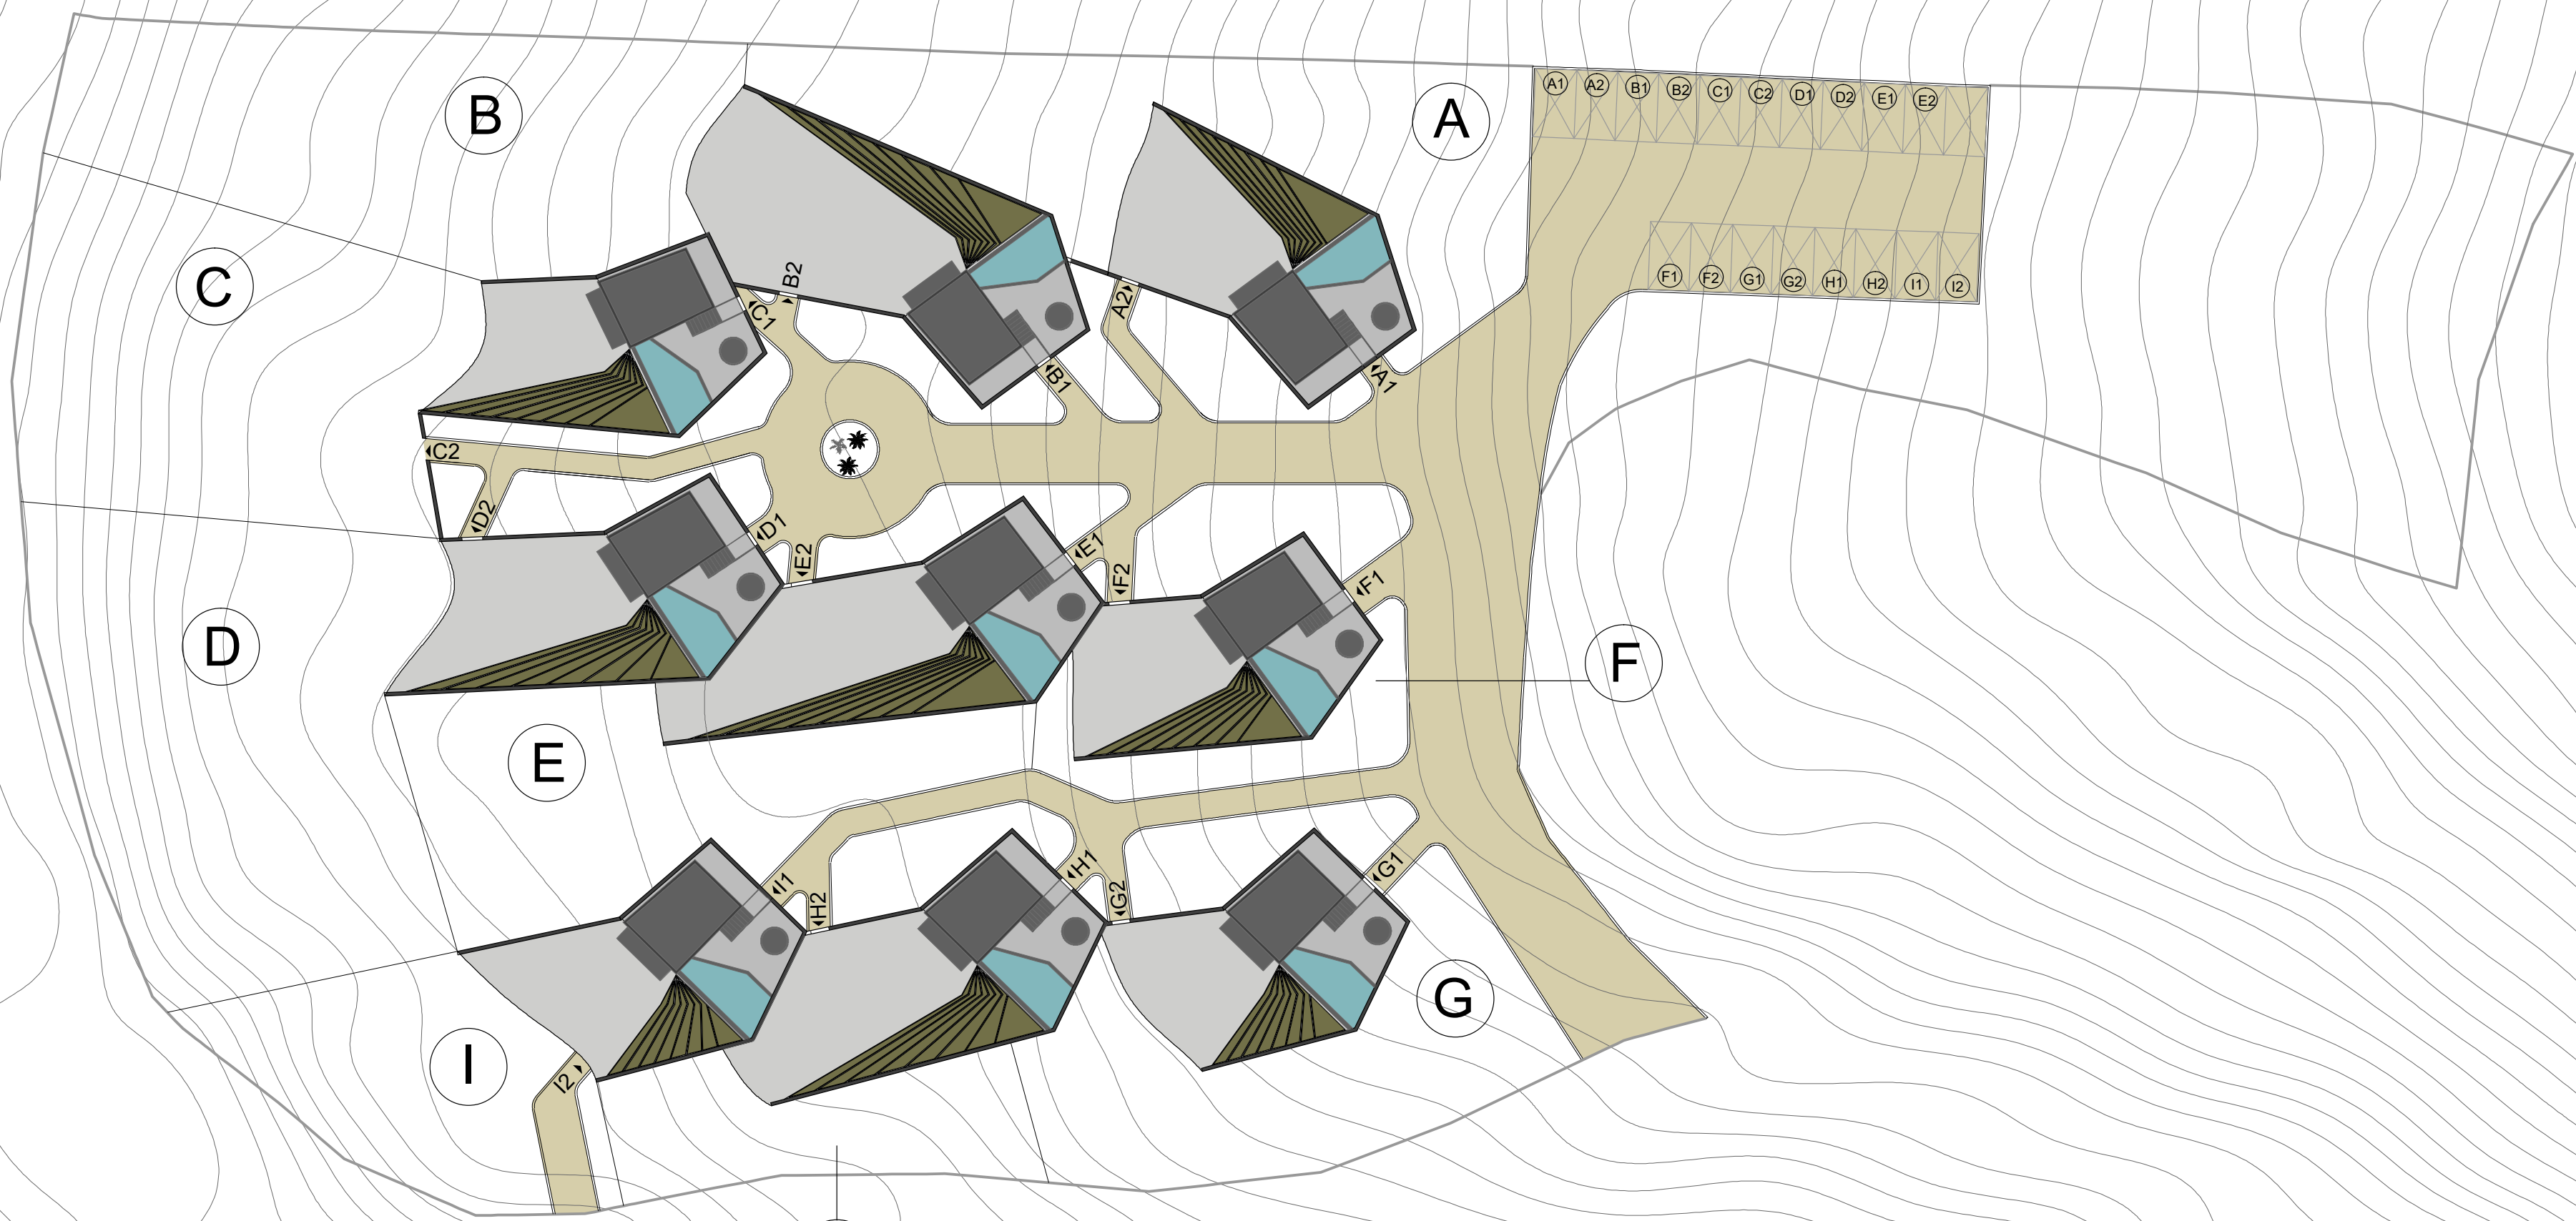 A1 A2 B1 B2 C1 C2 D1 D2 E1 E2
B
A
F1 F2 G1 G2 H1 H2 I1 I2
C
B2
A2
C1
B1
A1
C2
D2
D1
E2
E1
F2
F1
D
F
E
I1
H2
H1
G2
G1
G
I
I2